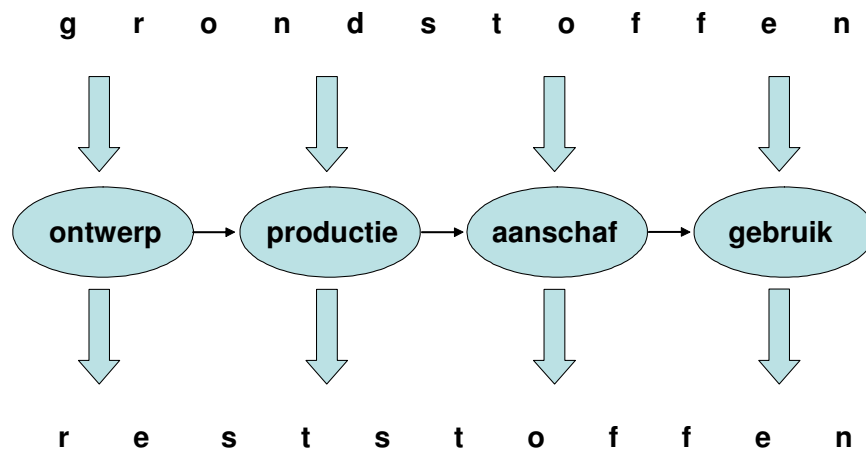 g r o n d s t o f f e n
ontwerp productie aanschaf gebruik
r e s t s t o f f e n